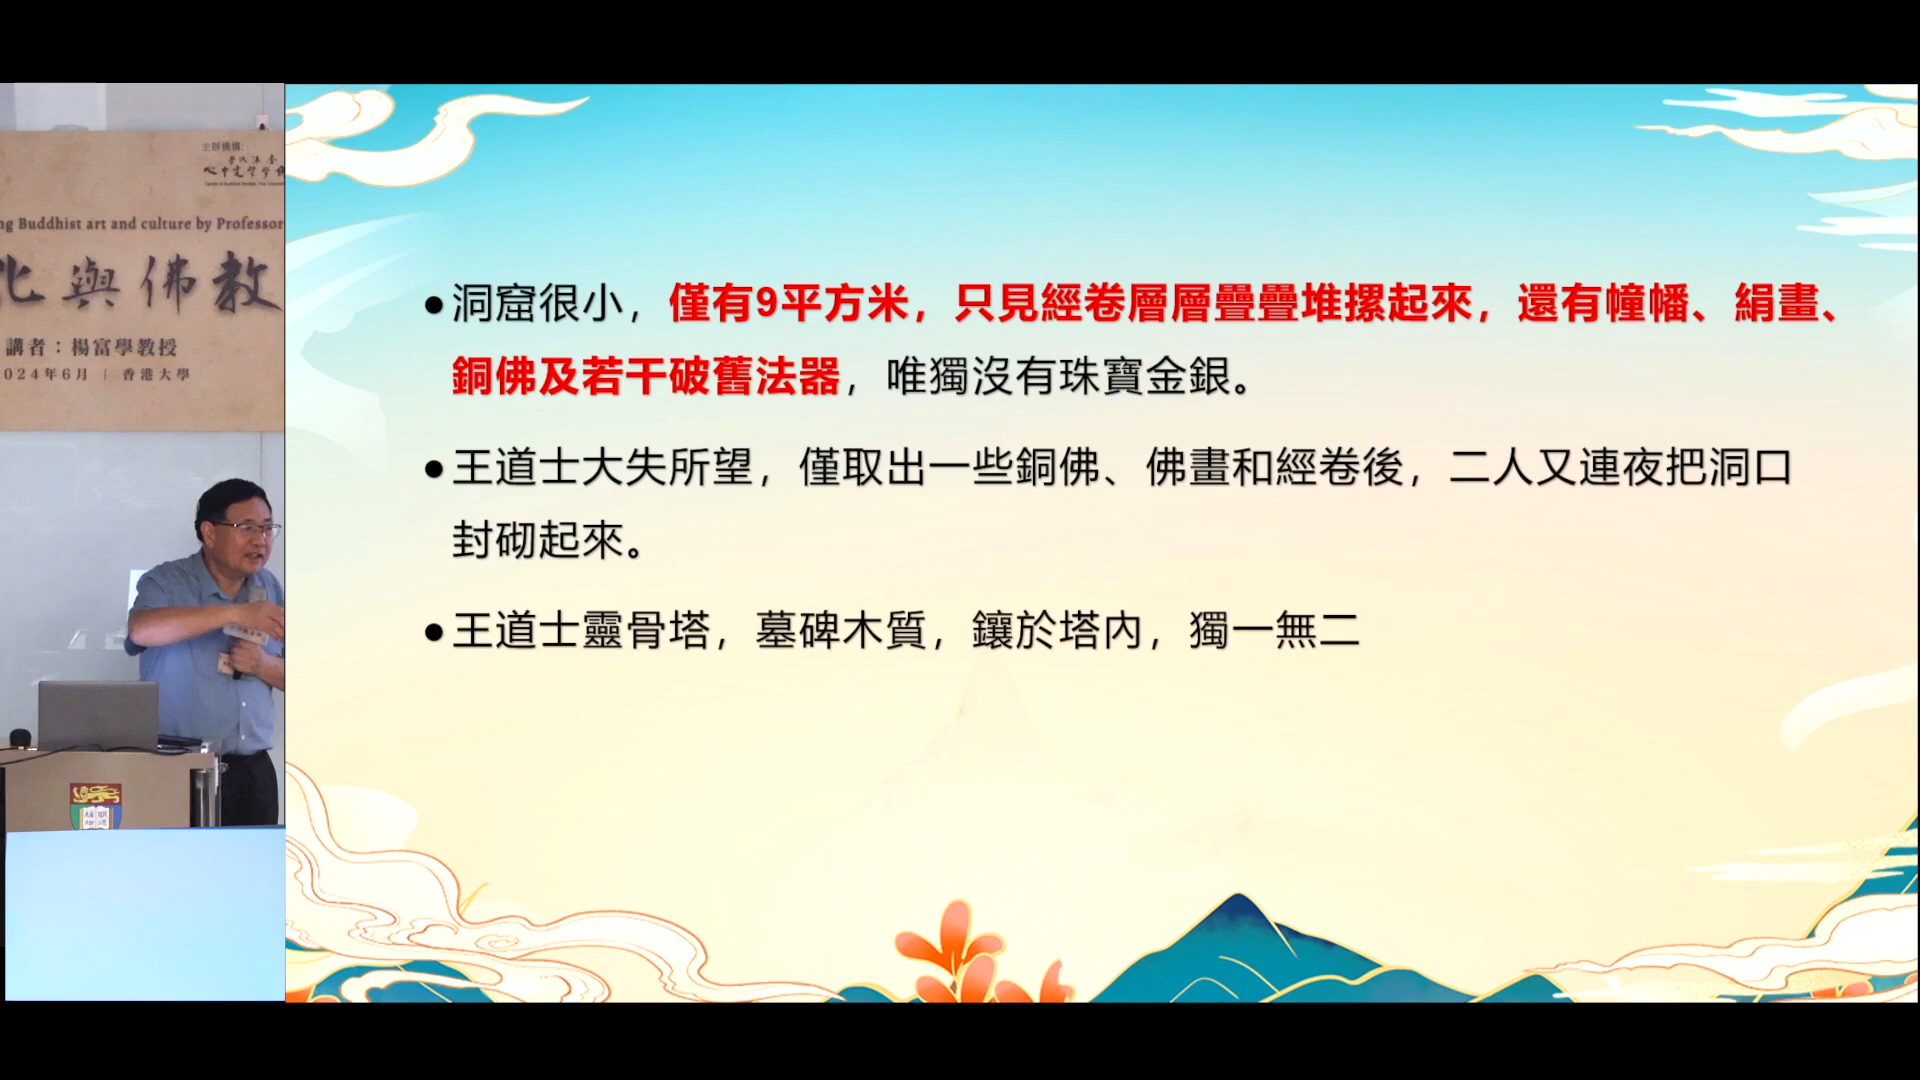 主辦機構:
ng Buddhist art and culture by Professor
化與佛教
講者：楊富學教授
024年6月 | 香港大學
•洞窟很小，僅有9平方米，只見經卷層層疊疊堆摞起來，還有幢幡、絹畫、
銅佛及若干破舊法器，唯獨沒有珠寶金銀。
•王道士大失所望，僅取出一些銅佛、佛畫和經卷後，二人又連夜把洞口
封砌起來。
•王道士靈骨塔，墓碑木質，鑲於塔內，獨一無二